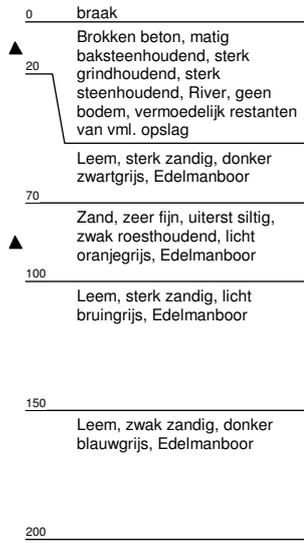 0 braak
Brokken beton, matig
baksteenhoudend, sterk
20 grindhoudend, sterk
steenhoudend, River, geen
bodem, vermoedelijk restanten
van vml. opslag
Leem, sterk zandig, donker
zwartgrijs, Edelmanboor
70
Zand, zeer fijn, uiterst siltig,
zwak roesthoudend, licht
oranjegrijs, Edelmanboor
100
Leem, sterk zandig, licht
bruingrijs, Edelmanboor
150
Leem, zwak zandig, donker
blauwgrijs, Edelmanboor
200